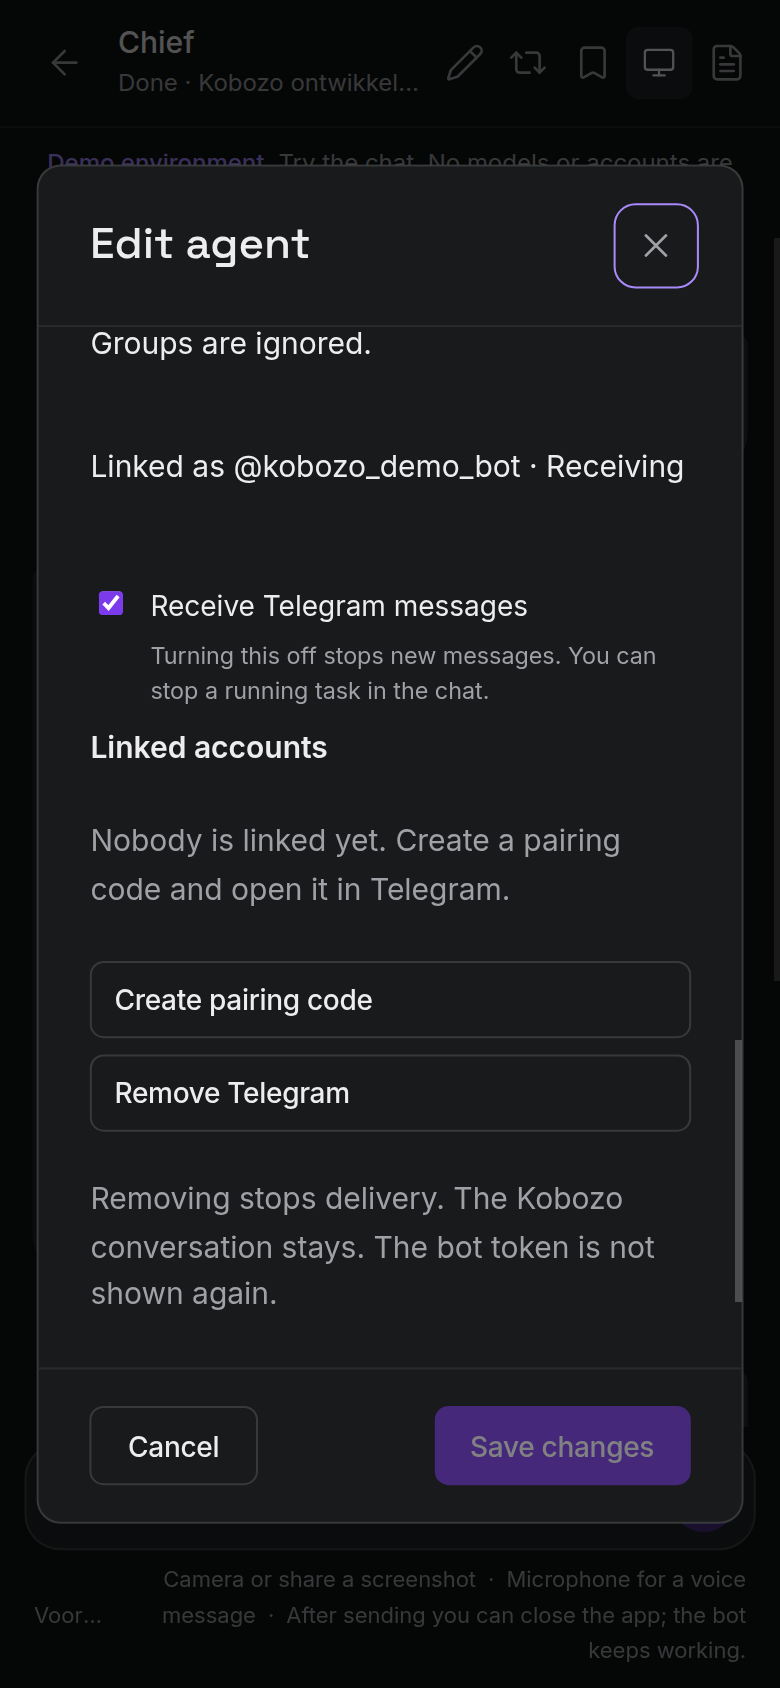 Chief
Done · Kobozo ontwikkel...
Demo environment. Try the chat. No models or accounts are
Edit agent
Groups are ignored.
Linked as @kobozo_demo_bot · Receiving
Receive Telegram messages
Turning this off stops new messages. You can
stop a running task in the chat.
Linked accounts
Nobody is linked yet. Create a pairing
code and open it in Telegram.
Create pairing code
Remove Telegram
Removing stops delivery. The Kobozo
conversation stays. The bot token is not
shown again.
Cancel
Save changes
Camera or share a screenshot · Microphone for a voice
Voor...
message · After sending you can close the app; the bot
keeps working.